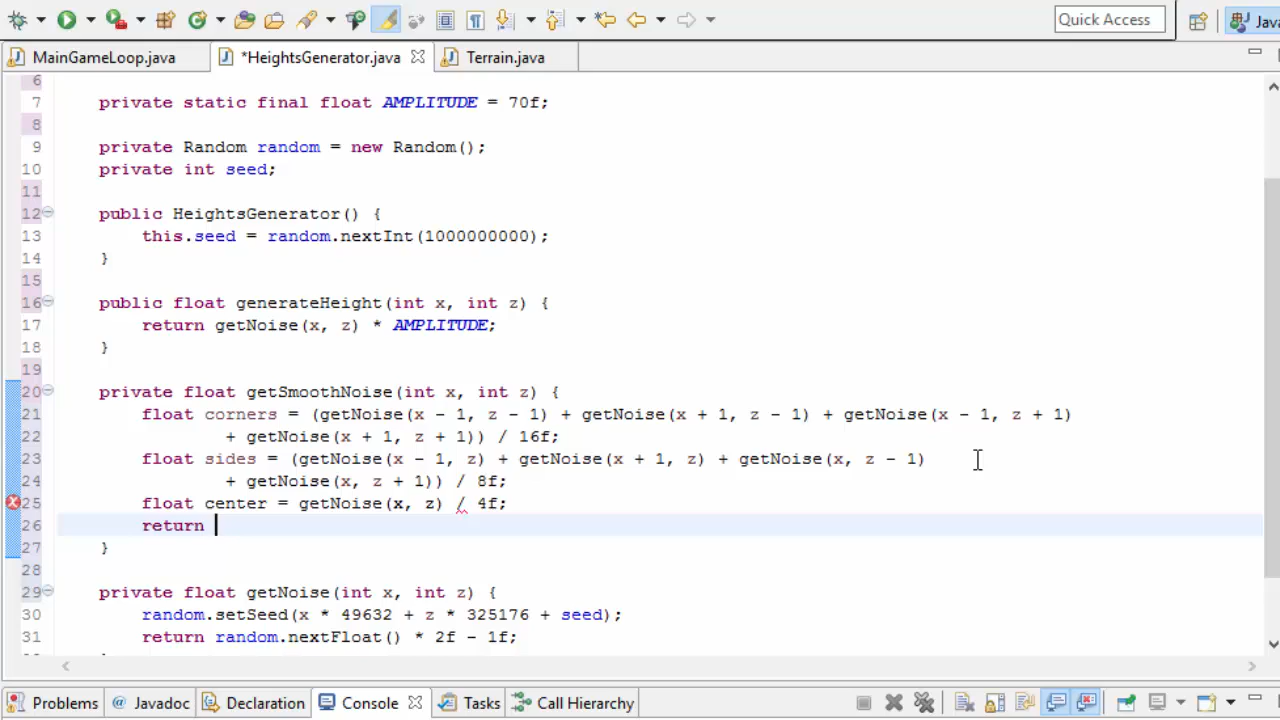 Quick Access
Java
MainGameLoop.java
*HeightsGenerator.java
Terrain.java
6
7 private static final float AMPLITUDE = 70f;
8
9 private Random random = new Random();
10 private int seed;
11
12 public HeightsGenerator() {
13 this.seed = random.nextInt(1000000000);
14 }
15
16 public float generateHeight(int x, int z) {
17 return getNoise(x, z) * AMPLITUDE;
18 }
19
20 private float getSmoothNoise(int x, int z) {
21 float corners = (getNoise(x - 1, z - 1) + getNoise(x + 1, z - 1) + getNoise(x - 1, z + 1)
22 + getNoise(x + 1, z + 1)) / 16f;
23 float sides = (getNoise(x - 1, z) + getNoise(x + 1, z) + getNoise(x, z - 1)
24 + getNoise(x, z + 1)) / 8f;
25 float center = getNoise(x, z) / 4f;
26 return
27 }
28
29 private float getNoise(int x, int z) {
30 random.setSeed(x * 49632 + z * 325176 + seed);
31 return random.nextFloat() * 2f - 1f;
Problems
@ Javadoc
Declaration
Console
Tasks
Call Hierarchy